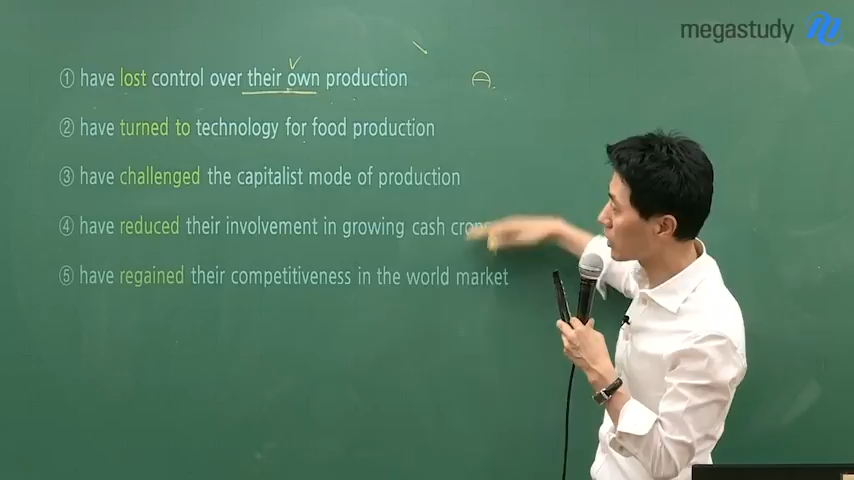 megastudy
① have lost control over their own production
② have turned to technology for food production
③ have challenged the capitalist mode of production
④ have reduced their involvement in growing cash crops
⑤ have regained their competitiveness in the world market